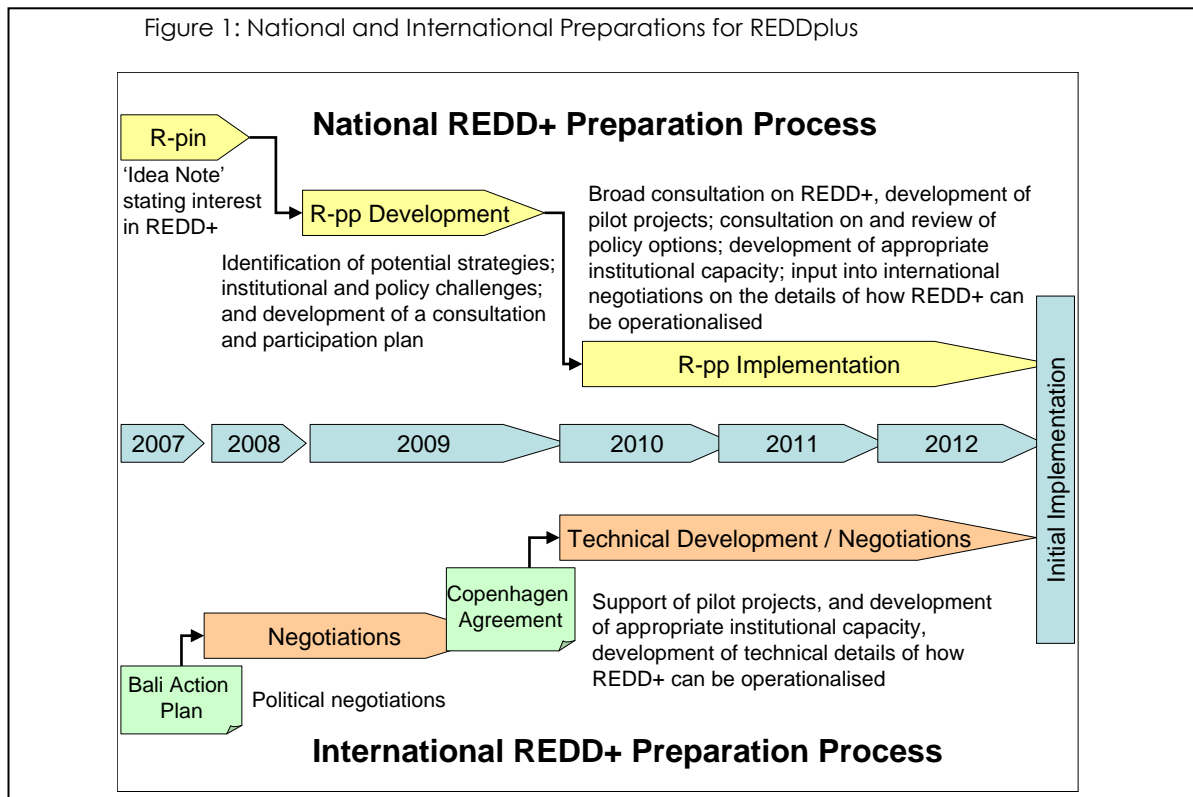 Figure 1: National and International Preparations for REDDplus
National REDD+ Preparation Process
R-pin
'Idea Note'
stating interest
in REDD+
R-pp Development
Identification of potential strategies;
institutional and policy challenges;
and development of a consultation
and participation plan
Broad consultation on REDD+, development of
pilot projects; consultation on and review of
policy options; development of appropriate
institutional capacity; input into international
negotiations on the details of how REDD+ can
be operationalised
R-pp Implementation
2007
2008
2009
2010
2011
2012
Initial Implementation
Technical Development / Negotiations
Copenhagen
Agreement
Negotiations
Bali Action
Plan
Political negotiations
Support of pilot projects, and development
of appropriate institutional capacity,
development of technical details of how
REDD+ can be operationalised
International REDD+ Preparation Process